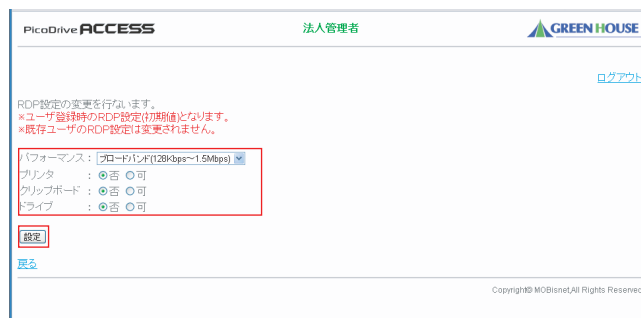 PicoDrive ACCESS
法人管理者
GREEN HOUSE
ログアウト
RDP設定の変更を行ないます。
※ユーザ登録時のRDP設定(初期値)となります。
※既存ユーザのRDP設定は変更されません。
パフォーマンス： ブロードバンド(128Kbps～1.5Mbps)
プリンタ ： 否 可
クリップボード ： 否 可
ドライブ ： 否 可
設定
戻る
Copyright© MOBisnet,All Rights Reserved